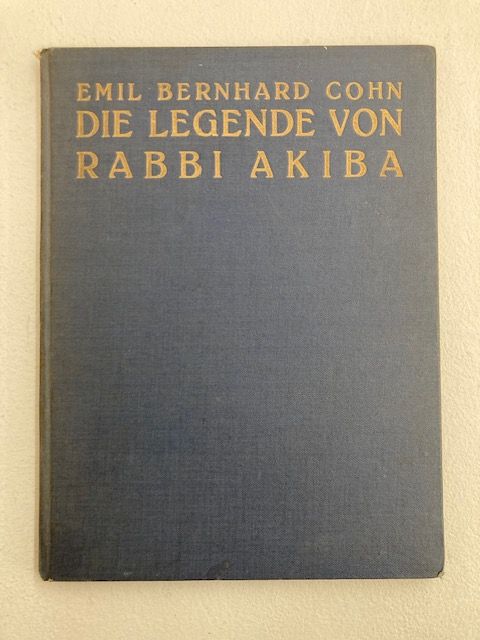 EMIL BERNHARD COHN
DIE LEGENDE VON
RABBI AKIBA